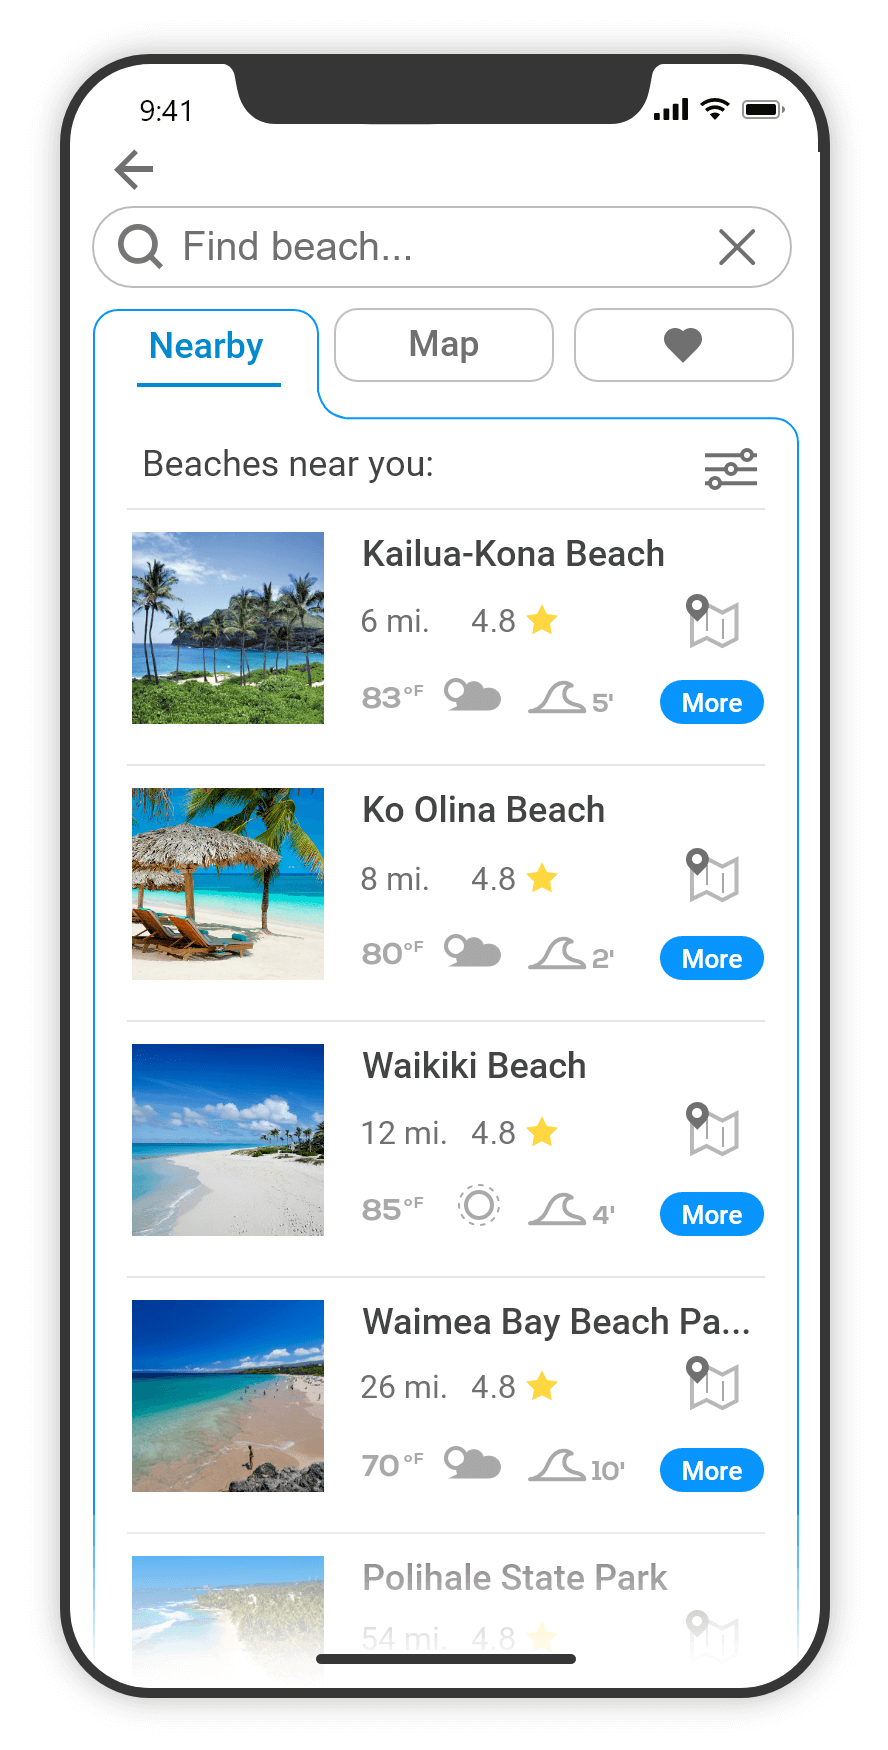 9:41
Find beach...
Nearby
Map
Beaches near you:
Kailua-Kona Beach
6 mi. 4.8
83°F 5'
More
Ko Olina Beach
8 mi. 4.8
80°F 2'
More
Waikiki Beach
12 mi. 4.8
85°F 4'
More
Waimea Bay Beach Pa...
26 mi. 4.8
70°F 10'
More
Polihale State Park
54 mi. 4.8